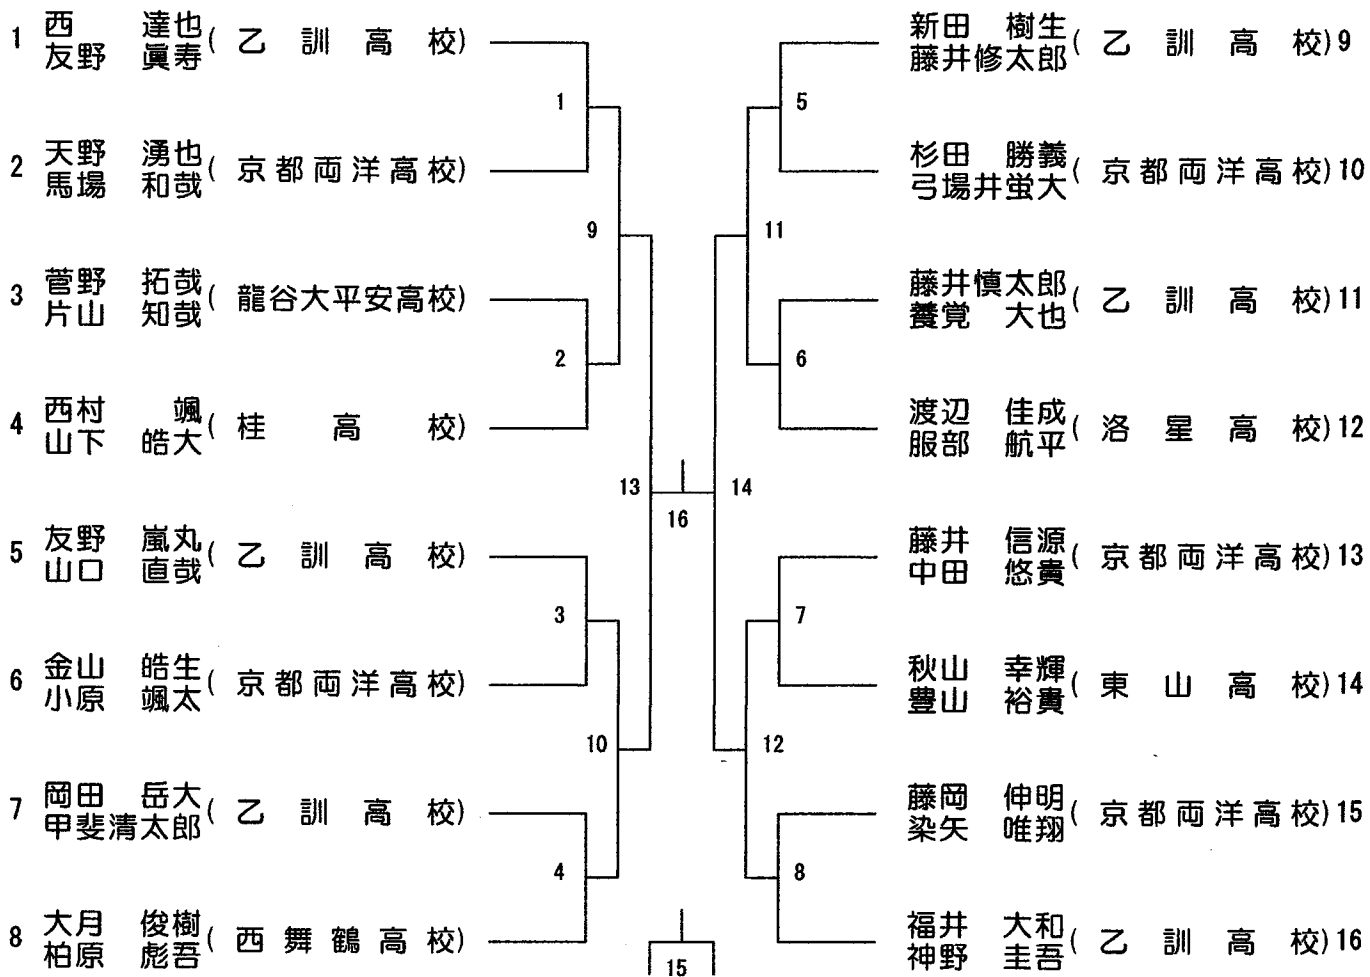 1 西 達也 (乙訓高校)
友野 眞寿
2 天野 湧也 (京都両洋高校)
馬場 和哉
3 菅野 拓哉 (龍谷大平安高校)
片山 知哉
4 西村 颯 (桂高校)
山下 皓大
5 友野 嵐丸 (乙訓高校)
山口 直哉
6 金山 皓生 (京都両洋高校)
小原 颯太
7 岡田 岳大 (乙訓高校)
甲斐清太郎
8 大月 俊樹 (西舞鶴高校)
柏原 彪吾
1
2
3
4
9
10
13
16
15
14
11
12
5
6
7
8
新田 樹生 (乙訓高校) 9
藤井修太郎
杉田 勝義 (京都両洋高校) 10
弓場井蛍大
藤井慎太郎 (乙訓高校) 11
養覚 大也
渡辺 佳成 (洛星高校) 12
服部 航平
藤井 信源 (京都両洋高校) 13
中田 悠貴
秋山 幸輝 (東山高校) 14
豊山 裕貴
藤岡 伸明 (京都両洋高校) 15
染矢 唯翔
福井 大和 (乙訓高校) 16
神野 圭吾